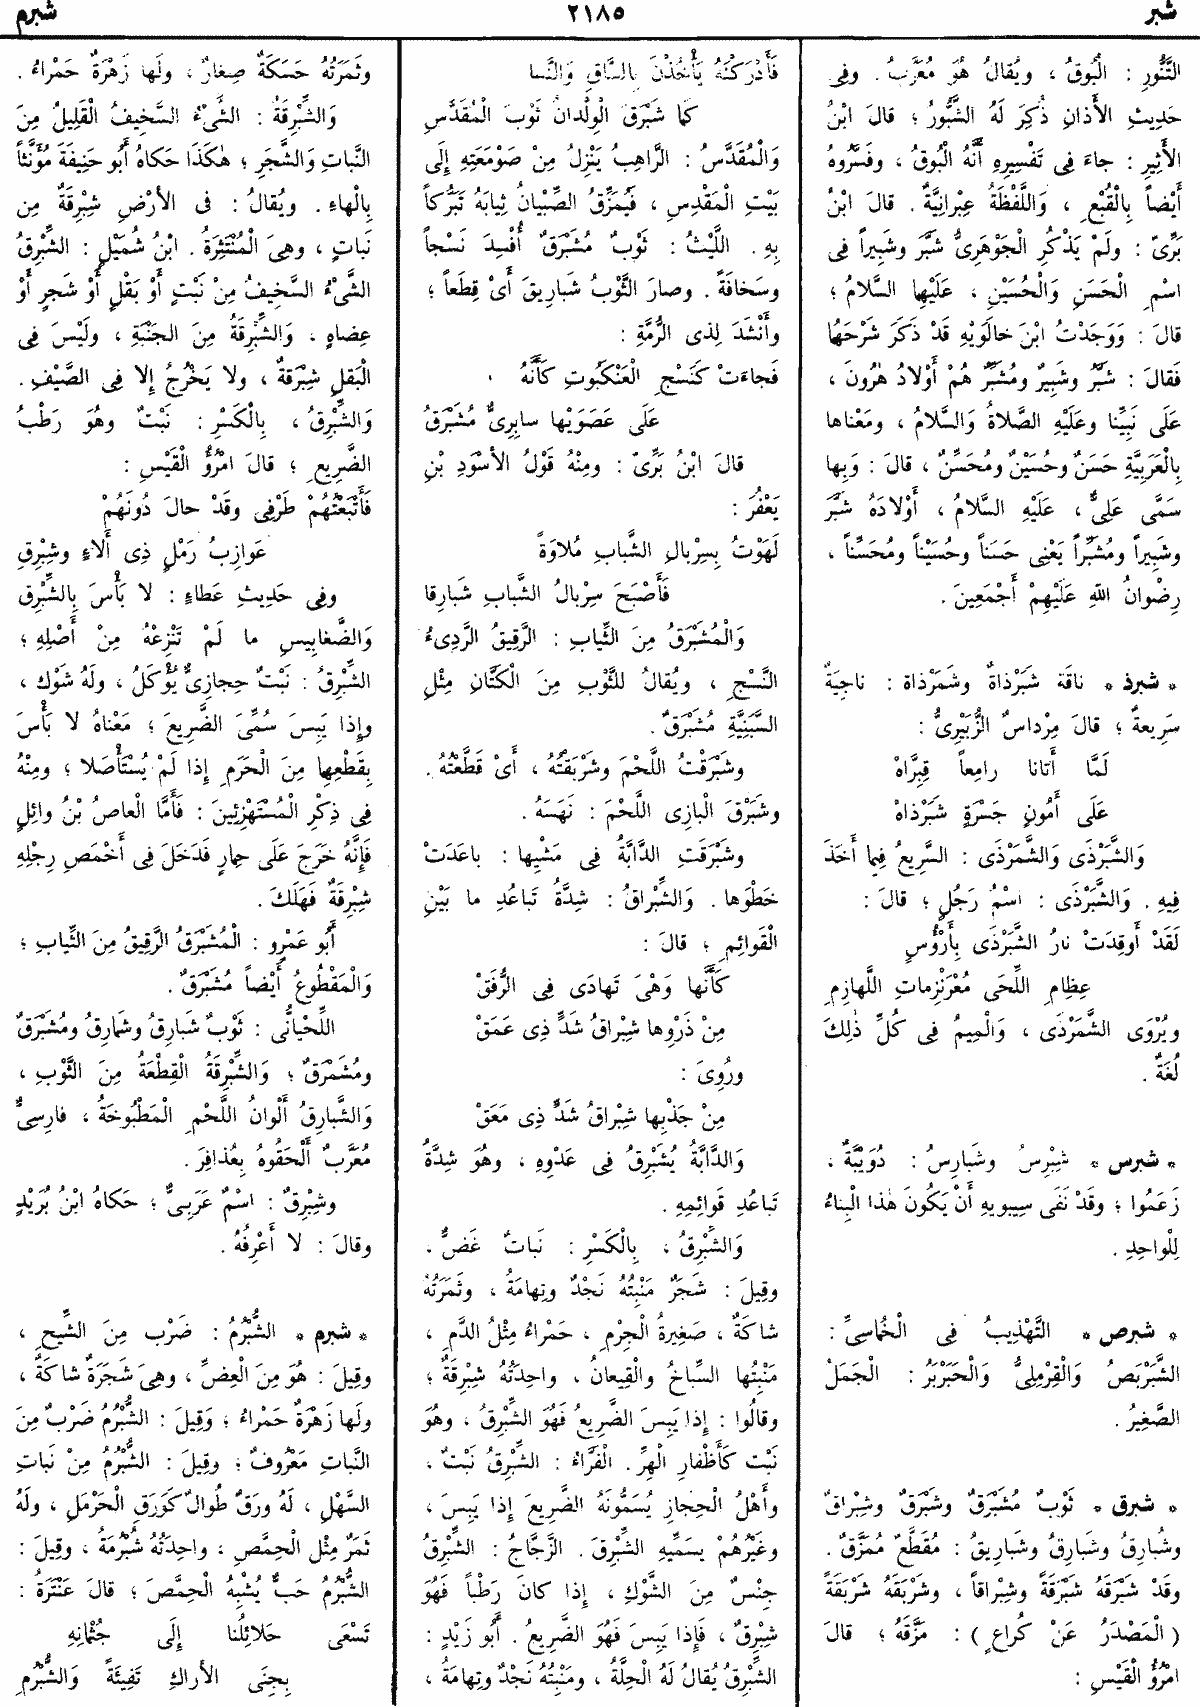 شبر
٢١٨٥
شبرم
التَّنُّورِ : الْبُوقُ ، ويُقالُ هُوَ مُعَرَّبٌ . وفِى
حَدِيثِ الأَذانِ ذُكِرَ لَهُ الشَّبُّورُ ؛ قالَ ابْنُ
الأَثِيرِ : جاءَ فِى تَفْسِيرِهِ أَنَّهُ الْبُوقُ ، وفَسَّرُوهُ
أَيْضاً بِالْقُبْعِ ، وَاللَّفْظَةُ عِبْرانِيَّةٌ . قالَ ابْنُ
بَرِّىّ : ولَمْ يَذْكُرِ الْجَوْهَرِىُّ شَبَّرَ وشَبِيراً فِى
اسْمِ الْحَسَنِ وَالْحُسَيْنِ ، عَلَيْهِما السَّلامُ ؛
قالَ : وَوَجَدْتُ ابْنَ خالَوَيْهِ قَدْ ذَكَرَ شَرْحَهُما
فَقالَ : شَبَّرُ وشَبِيرٌ ومُشَبَّرٌ هُمْ أَوْلادُ هٰرُونَ ،
عَلَى نَبِيِّنا وعَلَيْهِ الصَّلاةُ وَالسَّلامُ ، ومَعْناها
بِالْعَرَبِيَّةِ حَسَنٌ وحُسَيْنٌ ومُحَسِّنٌ ، قالَ : وَبِها
سَمَّى عَلِىٌّ ، عَلَيْهِ السَّلامُ ، أَوْلادَهُ شَبَّرَ
وشَبِيراً ومُشَبِّراً يَعْنِى حَسَناً وحُسَيْناً ومُحَسِّناً ،
رِضْوانُ اللهِ عَلَيْهِمْ أَجْمَعِينَ .
* شبرذ * ناقَة شَبَرْذاةٌ وشَمَرْذاة : ناجِيَةٌ
سَرِيعةٌ ؛ قالَ مِرْداسٌ الزُّبَيْرِىُّ :
لَمَّا أَتانا رامِعاً قِبِرَّاهْ
عَلَى أَمُونٍ جَسْرَةٍ شَبَرْذاهْ
وَالشَّبَرْذَى وَالشَّمَرْذَى : السَّرِيعُ فِيما أَخَذَ
فِيهِ . وَالشَّبَرْذَى : اسْمُ رَجُلٍ ؛ قالَ :
لَقَدْ أُوقِدَتْ نارُ الشَّبَرْذَى بِأَرْؤُسٍ
عِظامِ اللِّحَى مُعْرَنْزِماتِ اللَّهازِمِ
ويُرْوَى الشَّمَرْذَى ، وَالْمِيمُ فِى كُلِّ ذٰلِكَ
لُغَةٌ .
* شبرس * شِبْرِسٌ وشَبارِسُ : دُوَيْبَّةٌ ،
زَعَمُوا ؛ وقَدْ نَفَى سِيبويهِ أَنْ يَكُونَ هٰذا الْبِناءُ
لِلْواحِدِ .
* شبرص * التَّهْذِيبُ فِى الْخُماسِىِّ :
الشَّبَرْبَصُ وَالْقِرْمِلِىُّ وَالْحَبَرْبَرُ : الْجَمَلُ
الصَّغِيرُ .
* شبرق * ثَوْبٌ مُشَبْرَقٌ وشَبْرَقٌ وشِبْراقٌ
وشُبارِقُ وشَبارِقُ وشَبارِيقُ : مُقَطَّعٌ مُمَزَّقٌ .
وقَدْ شَبْرَقَهُ شَبْرَقَةً وشِبْراقاً ، وشَرْبَقَهُ شَرْبَقَةً
( الْمَصْدَرُ عَنْ كُراعٍ ) : مَزَّقَهُ ؛ قالَ
امْرُؤُ الْقَيْسِ :
فَأَدْرَكْنَهُ يَأْخُذْنَ بِالسَّاقِ وَالنَّسا
كَما شَبْرَقَ الْوِلْدانُ ثَوْبَ الْمُقَدَّسِ
وَالْمُقَدَّسُ : الرَّاهِبُ يَنْزِلُ مِنْ صَوْمَعَتِهِ إِلَى
بَيْتِ الْمَقْدِسِ ، فَيُمَزِّقُ الصِّبْيانُ ثِيابَهُ تَبَرُّكاً
بِهِ . اللَّيْثُ : ثَوْبٌ مُشَبْرَقٌ أُفْسِدَ نَسْجاً
وسَخافَةً . وصارَ الثَّوْبُ شَبارِيقَ أَىْ قِطَعاً ؛
وأَنْشَدَ لِذِى الرُّمَّةِ :
فَجاءَتْ كَنَسْجِ الْعَنْكَبُوتِ كَأَنَّهُ
عَلَى عَصَوَيْها سابِرِىٌّ مُشَبْرَقُ
قالَ ابْنُ بَرِّىّ : ومِنْهُ قَوْلُ الأَسْوَدِ بْنِ
يَعْفُرَ :
لَهَوْتُ بِسِرْبالِ الشَّبابِ مُلاوَةً
فَأَصْبَحَ سِرْبالُ الشَّبابِ شَبارِقا
وَالْمُشَبْرَقُ مِنَ الثِّيابِ : الرَّقِيقُ الرَّدِىءُ
النَّسْجِ ، ويُقالُ للثَّوْبِ مِنَ الْكَتَّانِ مِثْلِ
السَّبَنِيَّةِ مُشَبْرَقٌ .
وشَبْرَقْتُ اللَّحْمَ وشَرْبَقْتُهُ ، أَىْ قَطَّعْتُهُ .
وشَبْرَقَ الْبازِى اللَّحْمَ : نَهَسَهُ .
وشَبْرَقَتِ الدَّابَّةُ فِى مَشْيِها : باعَدَتْ
خَطْوَها . وَالشِّبْراقُ : شِدَّةُ تَباعُدِ ما بَيْنَ
الْقَوائِمِ ؛ قالَ :
كَأَنَّها وَهْىَ تَهادَى فِى الرُّفَقْ
مِنْ ذَرْوِها شِبْراقُ شَدٍّ ذِى عَمَقْ
ورُوِىَ :
مِنْ جَذْبِها شِبْراقُ شَدٍّ ذِى مَعَقْ
وَالدَّابَّةُ يُشَبْرِقُ فِى عَدْوِهِ ، وهُوَ شِدَّةُ
تَباعُدِ قَوائِمِهِ .
وَالشِّبْرِقُ ، بِالْكَسْرِ : نَباتٌ غَضٌّ ،
وقِيلَ : شَجَرٌ مَنْبِتُهُ نَجْدٌ وتِهامَةُ ، وثَمَرَتُهُ
شاكَةٌ ، صَغِيرَةُ الْجِرْمِ ، حَمْراءُ مِثْلُ الدَّمِ ،
مَنْبِتُها السِّباخُ والْقِيعانُ ، واحِدَتُهُ شِبْرِقَةٌ ؛
وقالُوا : إِذا يَبِسَ الضَّرِيعُ فَهُوَ الشِّبْرِقُ ، وهُوَ
نَبْت كَأَظْفارِ الْهِرِّ . الْفَرَّاءُ : الشِّبْرِقُ نَبْتٌ ،
وأَهْلُ الْحِجازِ يُسَمُّونَهُ الضَّرِيعَ إِذا يَبِسَ ،
وغَيْرُهُمْ يسَمِّيهِ الشِّبْرِقَ . الزَّجَّاجُ : الشِّبْرِقُ
جِنْسٌ مِنَ الشَّوْكِ ، إِذا كانَ رَطْباً فَهُوَ
شِبْرِقٌ ، فَإِذا يَبِسَ فَهُوَ الضَّرِيعُ . أَبُو زَيْدٍ :
الشِّبْرِقُ يُقالُ لَهُ الْحِلَّةُ ، ومَنْبِتُهُ نَجْدٌ وتِهامَةُ ،
وثَمَرَتُهُ حَسَكَةٌ صِغارٌ ، ولَها زَهْرَةٌ حَمْراءُ .
وَالشِّبْرِقَةُ : الشَّىْءُ السَّخِيفُ الْقَلِيلُ مِنَ
النَّباتِ وَالشَّجَرِ ؛ هٰكَذَا حَكاهُ أَبُو حَنِيفَةَ مُؤَنَّثاً
بِالْهاءِ . ويُقالُ : فى الأَرْضِ شِبْرِقَةٌ مِن
نَباتٍ ، وهِىَ الْمُنْتَثِرَةُ . ابْنُ شُمَيْلٍ : الشِّبْرِقُ
الشَّىْءُ السَّخِيفُ مِنْ نَبْتٍ أَوْ بَقْلٍ أَوْ شَجَرٍ أَوْ
عِضاهٍ ، وَالشِّبْرِقَةُ مِنَ الجَنْبَةِ ، ولَيْسَ فِى
الْبَقْلِ شِبْرَقةٌ ، ولا يَخْرُجُ إِلا فِى الصَّيْفِ .
وَالشِّبْرِقُ ، بِالْكَسْرِ : نَبْتٌ وهُوَ رَطْبُ
الضَّرِيعِ ؛ قالَ امْرُؤُ الْقَيْسِ :
فَأَتْبَعْتُهُمْ طَرْفِى وقَدْ حالَ دُونَهُمْ
عَوازِبُ رَمْلٍ ذِى أَلاءٍ وشِبْرِقِ
وفِى حَدِيثِ عَطاءٍ : لا بَأْسَ بِالشِّبْرِقِ
وَالضَّغابِيسِ ما لَمْ تَنْزِعْهُ مِنْ أَصْلِهِ ؛
الشِّبْرِقُ : نَبْتٌ حِجازِىٌّ يُؤْكَلُ ، ولَهُ شَوْك ،
وإِذا يَبِسَ سُمِّىَ الضَّرِيعَ ؛ مَعْناهُ لا بَأْسَ
بِقَطْعِها مِنَ الْحَرَمِ إِذا لَمْ يُسْتَأْصَلا ؛ ومِنْهُ
فِى ذِكْرِ الْمُسْتَهْزِئِينَ : فَأَمَّا الْعاصُ بْنُ وائِلٍ
فَإِنَّهُ خَرَجَ عَلَى حِمارٍ فَدَخَلَ فِى أَخْمَصِ رِجْلِهِ
شِبْرِقَةٌ فَهَلَكَ .
أَبُو عَمْرٍو : الْمُشَبْرَقُ الرَّقِيقُ مِنَ الثِّيابِ ؛
وَالْمَقْطُوعُ أَيْضاً مُشَبْرَقٌ .
اللِّحْيانُّى : ثَوْبٌ شَبارِقُ وشَمارِقُ ومُشَبْرَقٌ
ومُشَمْرَقٌ ؛ وَالشِّبْرِقَةُ الْقِطْعَةُ مِنَ الثَّوْبِ ،
وَالشَّبارِقُ أَلْوانُ اللَّحْمِ الْمَطْبُوخَةُ ، فارِسِىٌّ
مُعَرَّبٌ أَلْحَقُوهُ بِعُذافِرَ .
وشِبْرِقٌ : اسْمٌ عَرَبِىٌّ ؛ حَكاهُ ابْنُ بُرَيْدٍ
وقالَ : لا أَعْرِفُهُ .
* شبرم * الشُّبْرُمُ : ضَرْب مِنَ الشِّيحِ ،
وقِيلَ : هُوَ مِنَ الْعِضِّ ، وهِىَ شَجَرَةٌ شاكَةٌ ،
ولَها زَهْرَةٌ حَمْراءُ ؛ وَقِيلَ : الشُّبْرُمُ ضَرْبٌ مِنَ
النَّباتِ مَعْرُوفٌ ؛ وقِيلَ : الشُّبْرُمُ مِنْ نَباتِ
السَّهْلِ ، لَهُ ورَقٌ طُوالٌ كَوَرَقِ الْحَرْمَلِ ، ولَهُ
ثَمَرٌ مِثْل الْحِمَّصِ ، واحِدَتُهُ شُبْرُمَةُ ، وقِيلَ :
الشُّبْرُمُ حَبٌّ يُشْبِهُ الْحِمَّصَ ؛ قالَ عَنْتَرَةُ :
تَسْعَى حَلائِلُنا إِلَى جُثْمانِهِ
بِجِنَى الأَراكِ تَفِيئَةً وَالشُّبْرُمِ